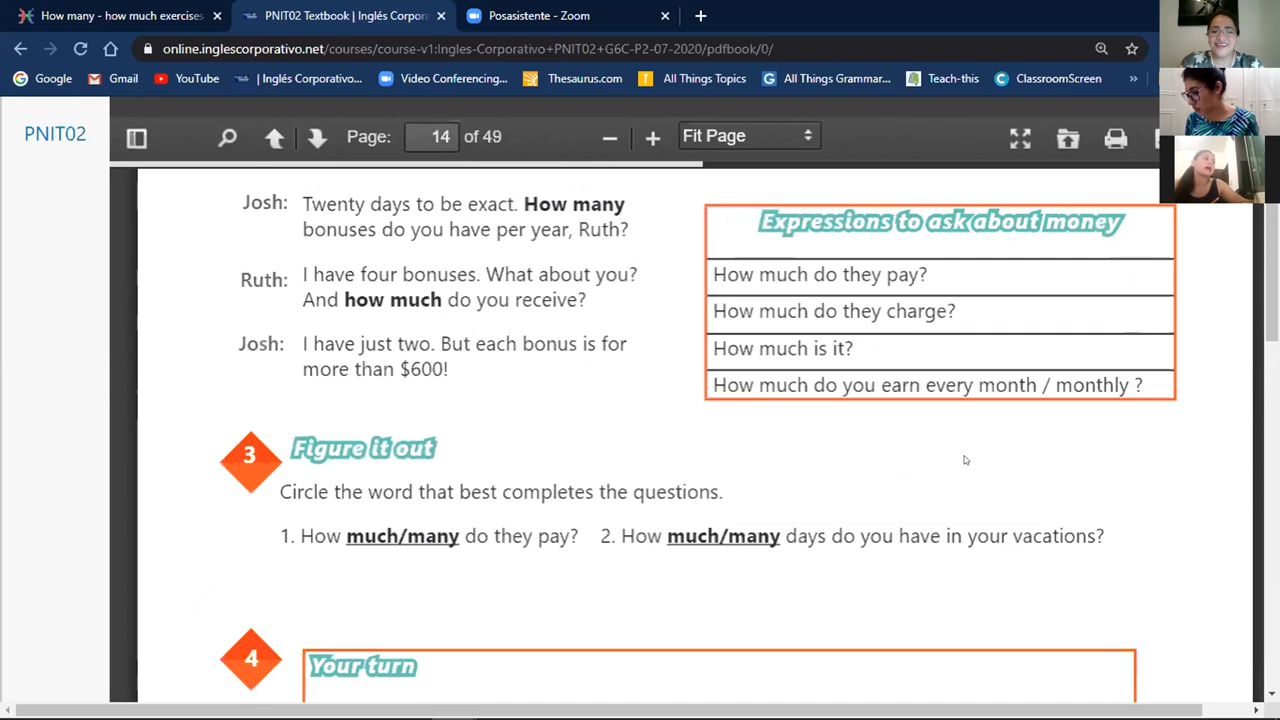 How many - how much exercises
PNIT02 Textbook | Inglés Corpora
Posasistente - Zoom
online.inglescorporativo.net/courses/course-v1:Ingles-Corporativo+PNIT02+G6C-P2-07-2020/pdfbook/0/
Google
Gmail
YouTube
| Inglés Corporativo...
Video Conferencing...
Thesaurus.com
All Things Topics
All Things Grammar...
Teach-this
ClassroomScreen
»
PNIT02
Page: 14 of 49
Fit Page
Josh: Twenty days to be exact. How many
bonuses do you have per year, Ruth?
Ruth: I have four bonuses. What about you?
And how much do you receive?
Josh: I have just two. But each bonus is for
more than $600!
Expressions to ask about money
How much do they pay?
How much do they charge?
How much is it?
How much do you earn every month / monthly ?
3 Figure it out
Circle the word that best completes the questions.
1. How much/many do they pay? 2. How much/many days do you have in your vacations?
4 Your turn